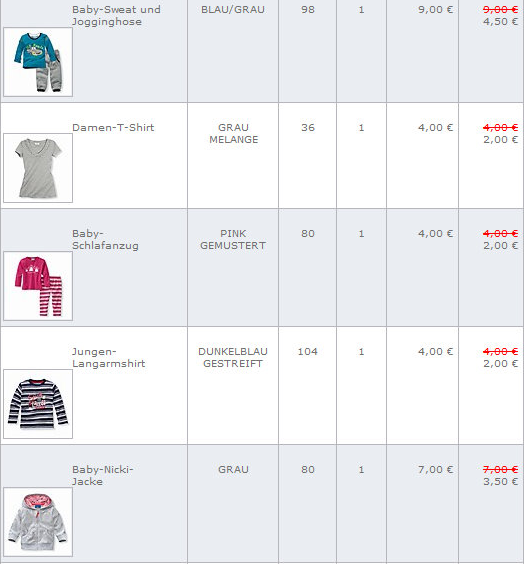 Baby-Sweat und
Jogginghose
BLAU/GRAU
98
1
9,00 €
9,00 €
4,50 €
Damen-T-Shirt
GRAU
MELANGE
36
1
4,00 €
4,00 €
2,00 €
Baby-
Schlafanzug
PINK
GEMUSTERT
80
1
4,00 €
4,00 €
2,00 €
Jungen-
Langarmshirt
DUNKELBLAU
GESTREIFT
104
1
4,00 €
4,00 €
2,00 €
Baby-Nicki-
Jacke
GRAU
80
1
7,00 €
7,00 €
3,50 €